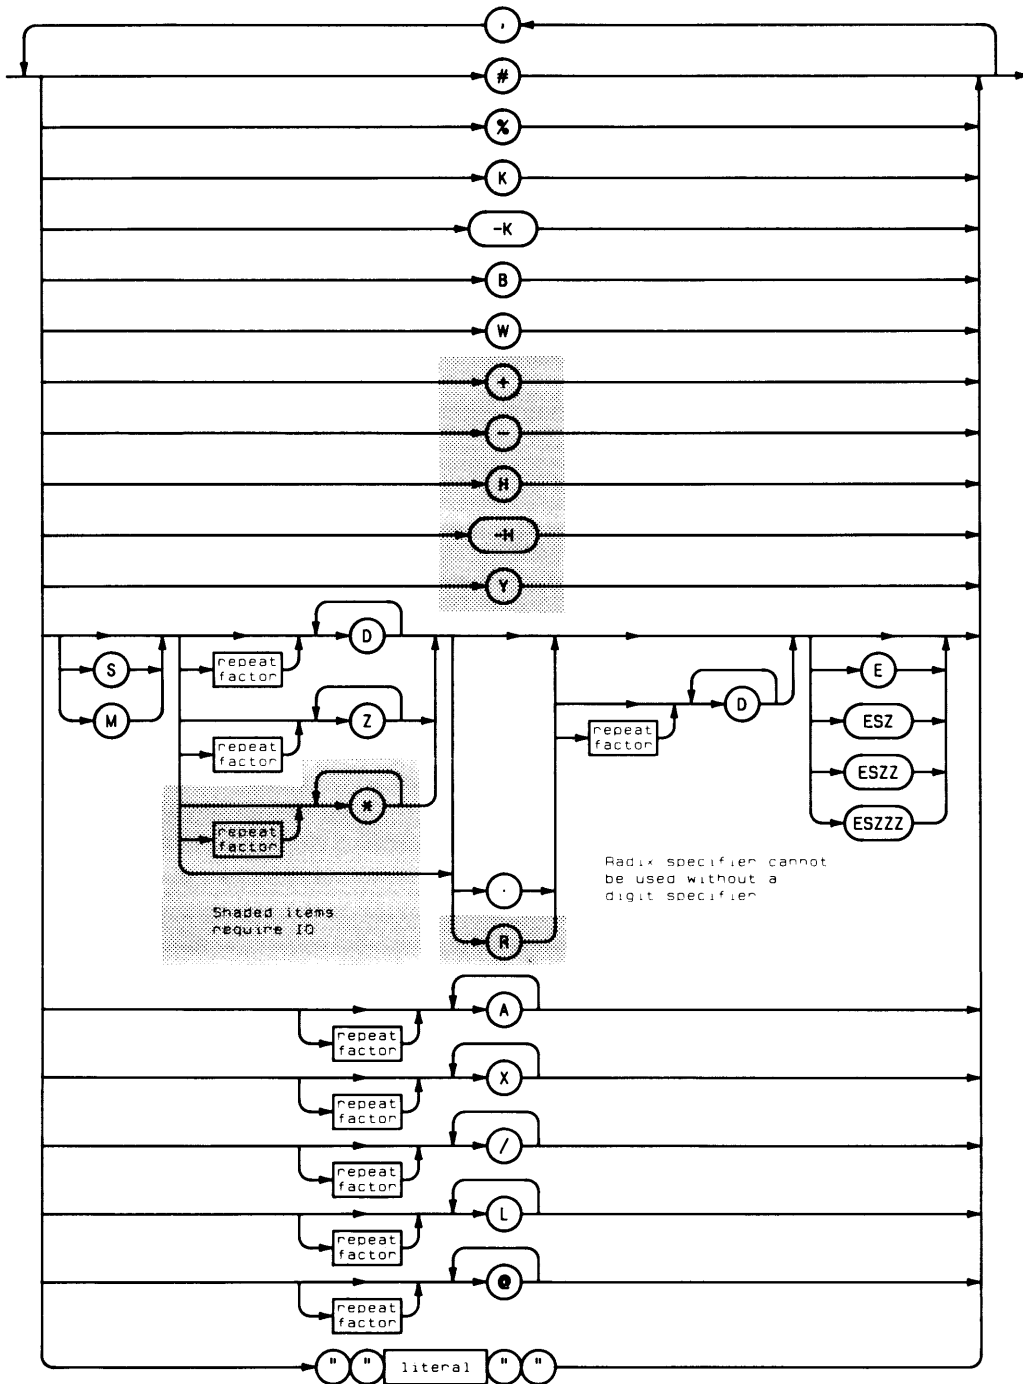 ,
#
%
K
-K
B
W
+
-
H
-H
Y
D
S
repeat
factor
E
M
Z
D
repeat
factor
repeat
factor
ESZ
*
ESZZ
repeat
factor
ESZZZ
Radix specifier cannot
be used without a
digit specifier
.
Shaded items
require IO
R
A
repeat
factor
X
repeat
factor
/
repeat
factor
L
repeat
factor
@
repeat
factor
" " literal " "